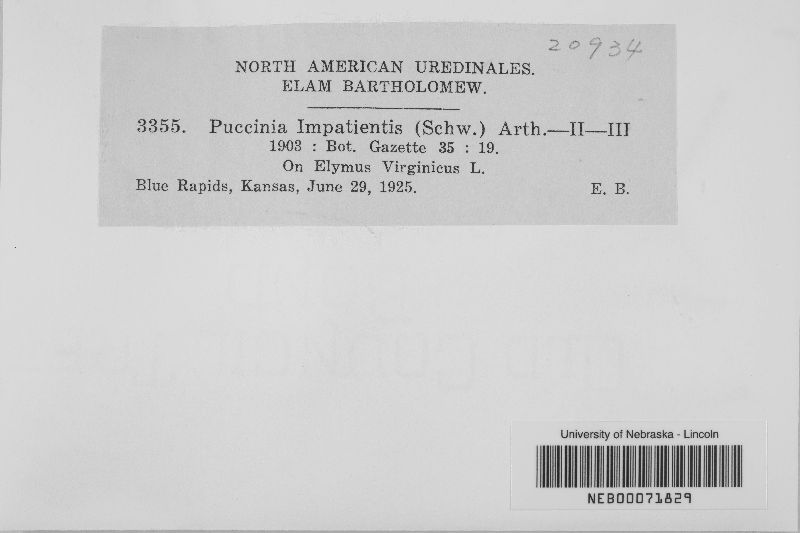 20934
NORTH AMERICAN UREDINALES.
ELAM BARTHOLOMEW.
3355. Puccinia Impatientis (Schw.) Arth.—II—III
1903 : Bot. Gazette 35 : 19.
On Elymus Virginicus L.
Blue Rapids, Kansas, June 29, 1925. E. B.
University of Nebraska - Lincoln
NEB00071829